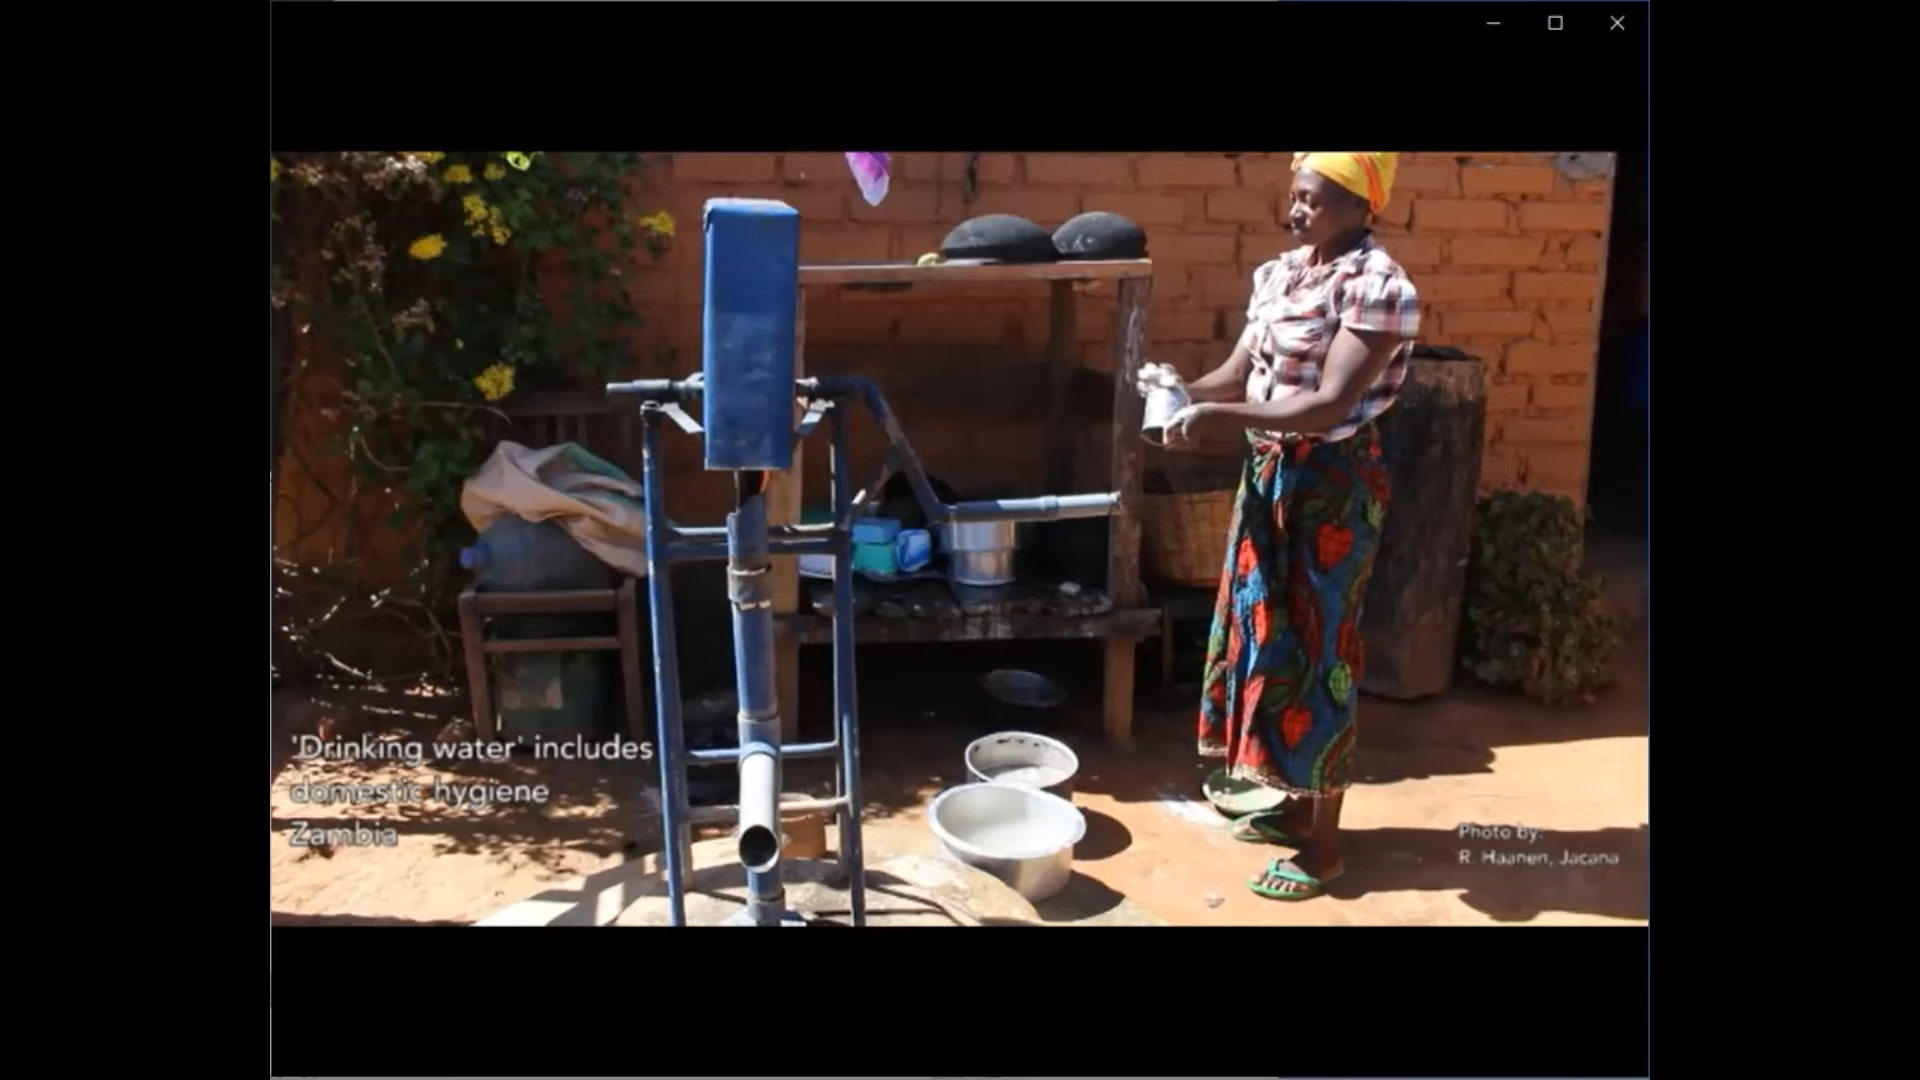 'Drinking water' includes
domestic hygiene
Zambia
Photo by:
R. Haanen, Jacana